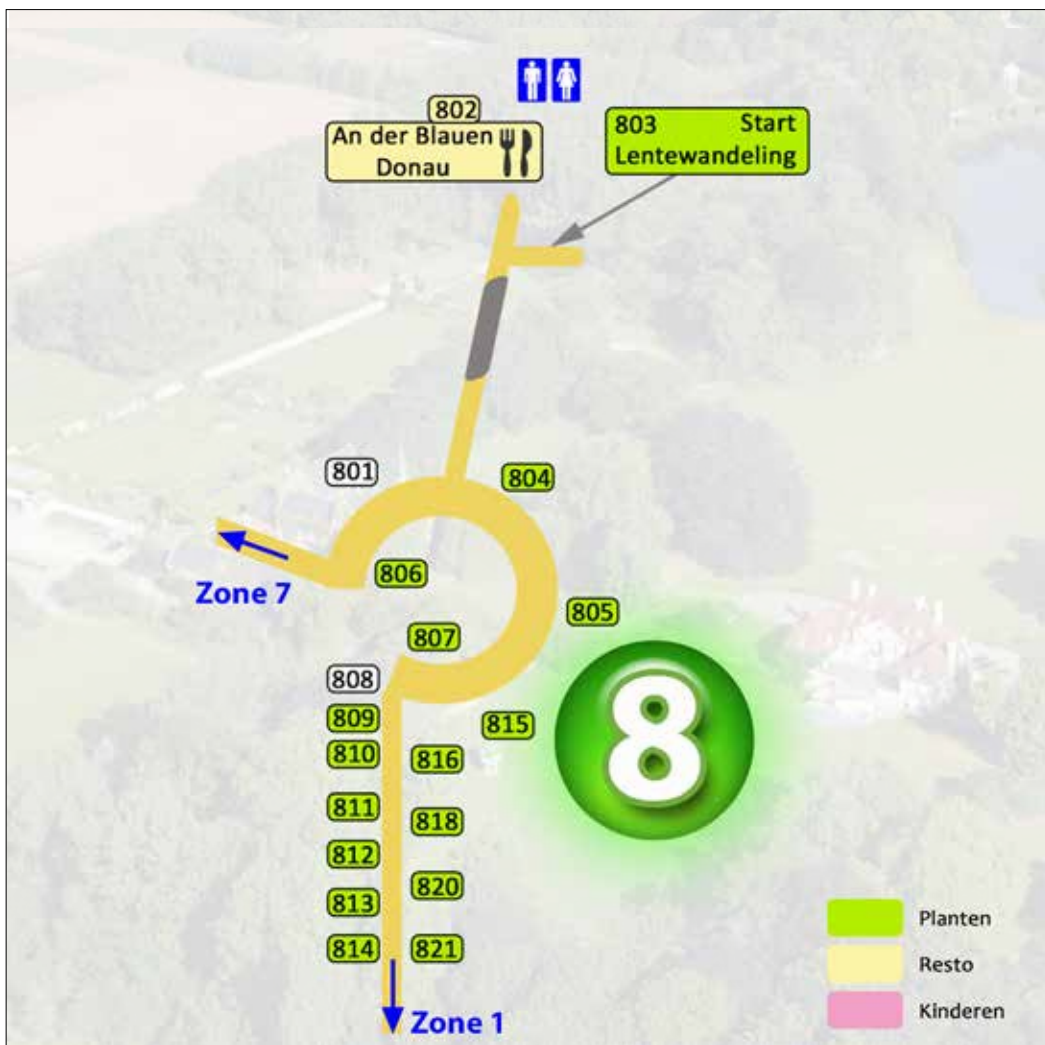 802
An der Blauen
Donau
803 Start
Lentewandeling
801
804
806
Zone 7
805
807
808
809
810
815
816
811
818
812
820
813
814
821
8
Zone 1
Planten
Resto
Kinderen